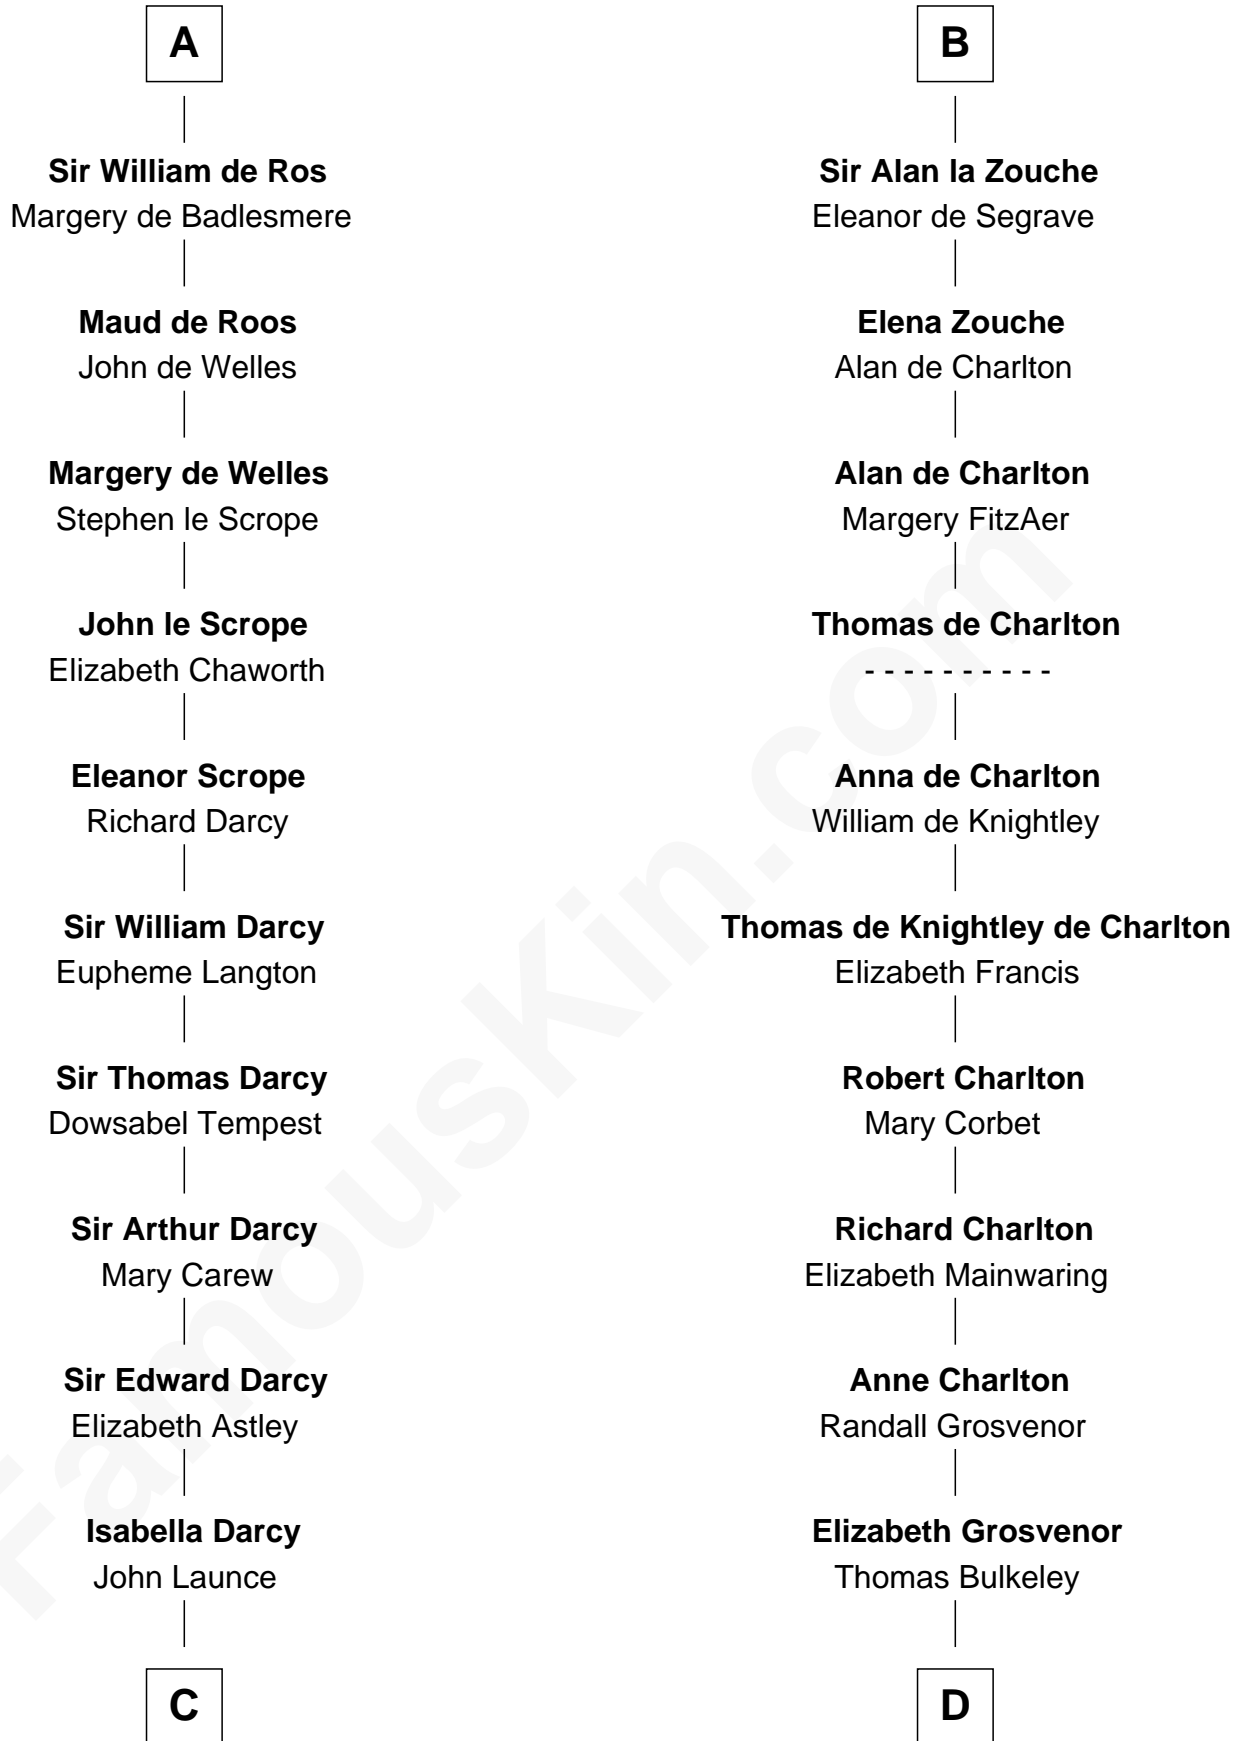 A
Sir William de Ros
Margery de Badlesmere
Maud de Roos
John de Welles
Margery de Welles
Stephen le Scrope
John le Scrope
Elizabeth Chaworth
Eleanor Scrope
Richard Darcy
Sir William Darcy
Eupheme Langton
Sir Thomas Darcy
Dowsabel Tempest
Sir Arthur Darcy
Mary Carew
Sir Edward Darcy
Elizabeth Astley
Isabella Darcy
John Launce
C
B
Sir Alan la Zouche
Eleanor de Segrave
Elena Zouche
Alan de Charlton
Alan de Charlton
Margery FitzAer
Thomas de Charlton
- - - - - - - - - -
Anna de Charlton
William de Knightley
Thomas de Knightley de Charlton
Elizabeth Francis
Robert Charlton
Mary Corbet
Richard Charlton
Elizabeth Mainwaring
Anne Charlton
Randall Grosvenor
Elizabeth Grosvenor
Thomas Bulkeley
D
FamousKin.com